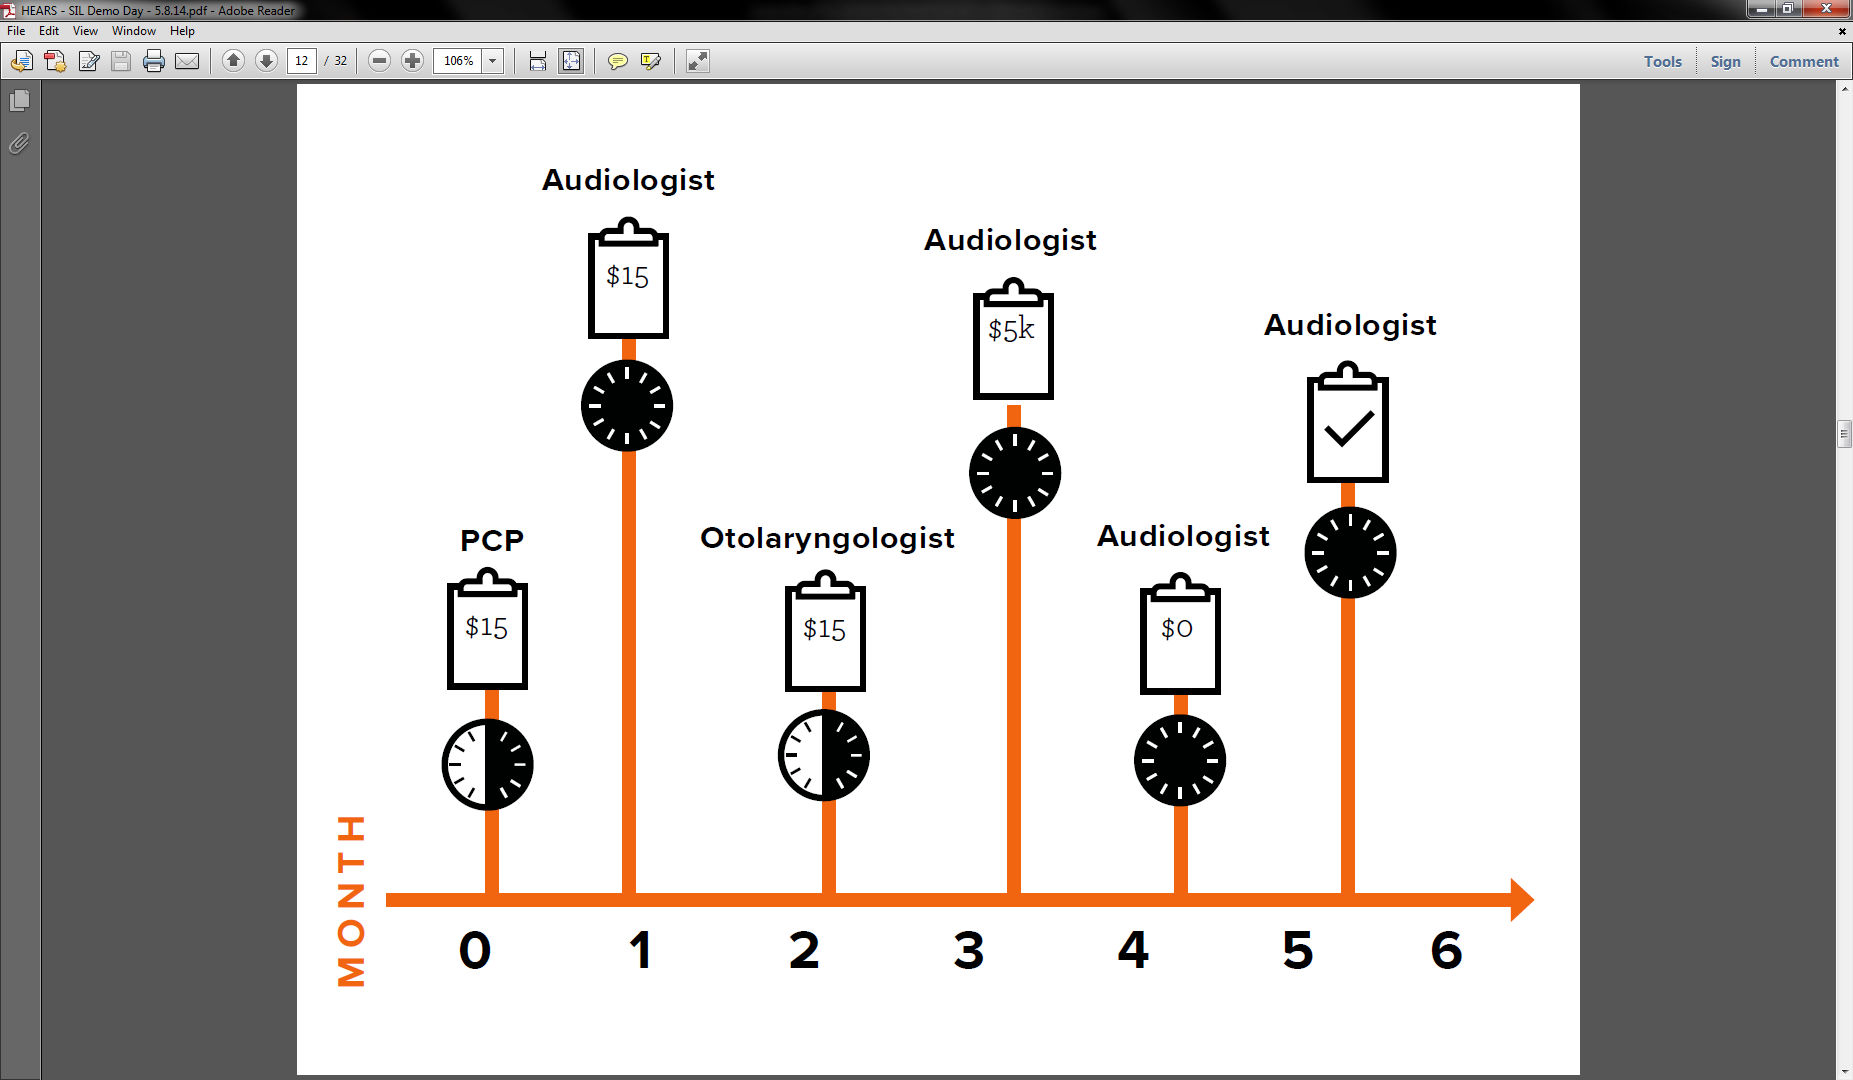 HEARS - SIL Demo Day - 5.8.14.pdf - Adobe Reader
File Edit View Window Help
12 / 32 106% Tools Sign Comment
Audiologist
$15
Audiologist
$5k
Audiologist
PCP
$15
Otolaryngologist
$15
Audiologist
$0
MONTH
0 1 2 3 4 5 6